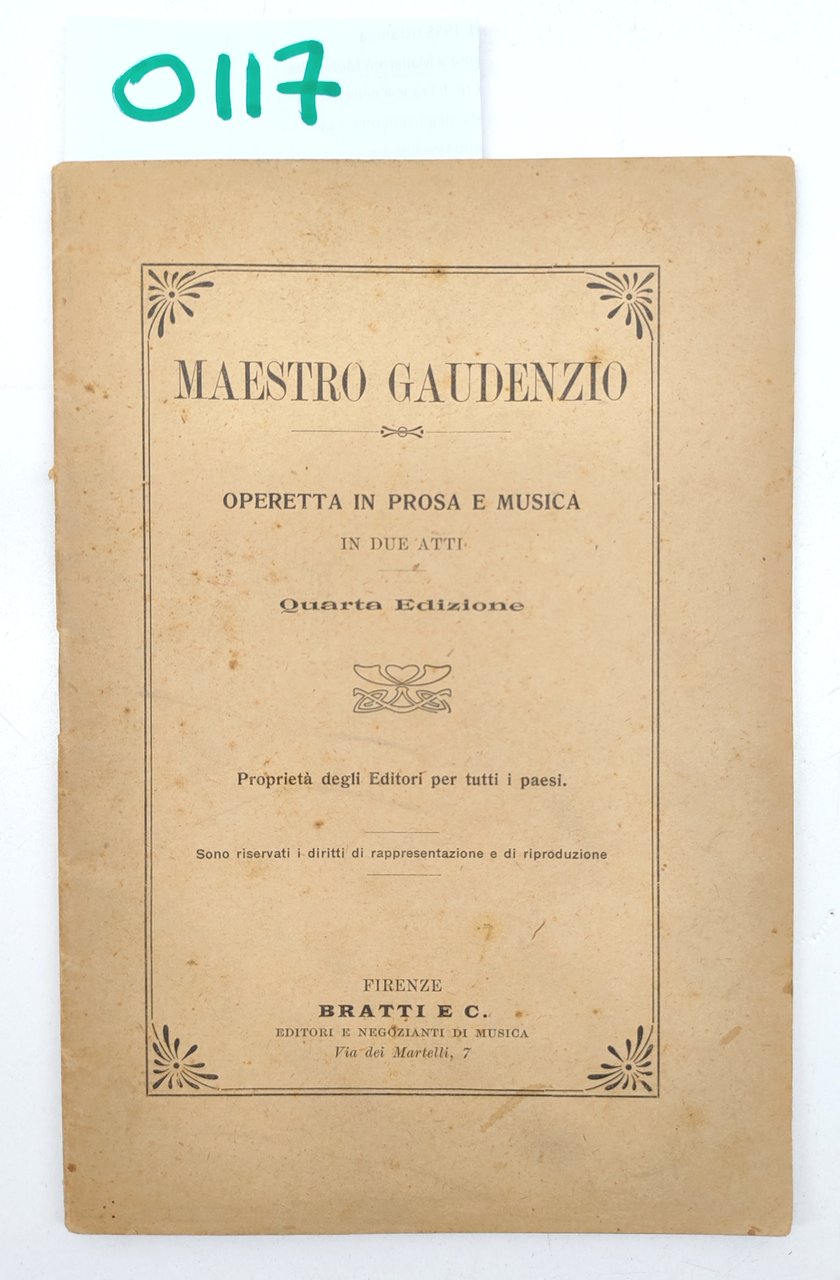 0117
MAESTRO GAUDENZIO
OPERETTA IN PROSA E MUSICA
IN DUE ATTI
Quarta Edizione
Proprietà degli Editori per tutti i paesi.
Sono riservati i diritti di rappresentazione e di riproduzione
FIRENZE
BRATTI E C.
EDITORI E NEGOZIANTI DI MUSICA
Via dei Martelli, 7